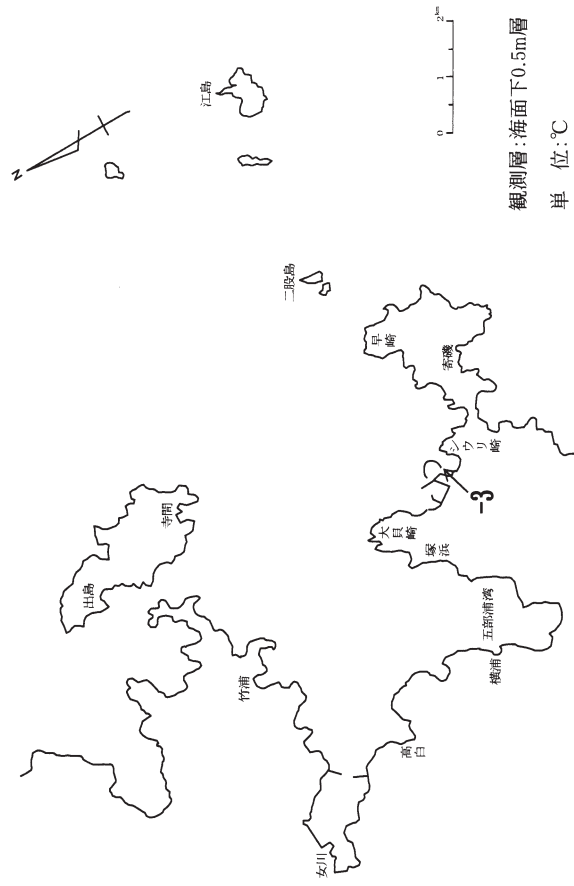 N
江島
0 1 2km
観測層:海面下0.5m層
単 位:℃
二股島
早崎
寄磯
シウリ崎
-3
大貝崎
塚浜
五部浦湾
横浦
高白
女川
竹浦
出島
寺間